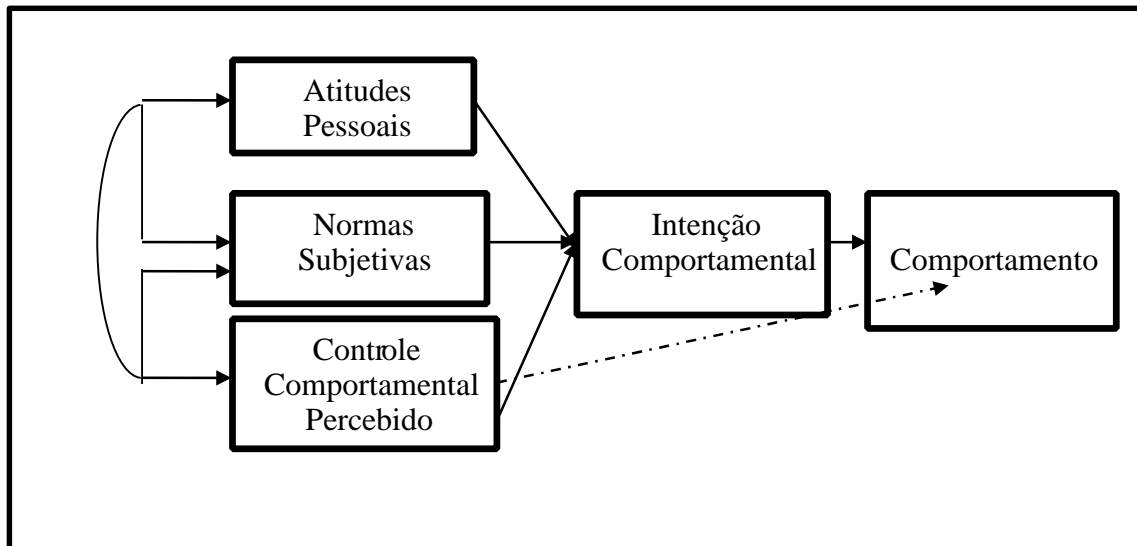 Atitudes
Pessoais
Normas
Subjetivas
Controle
Comportamental
Percebido
Intenção
Comportamental
Comportamento